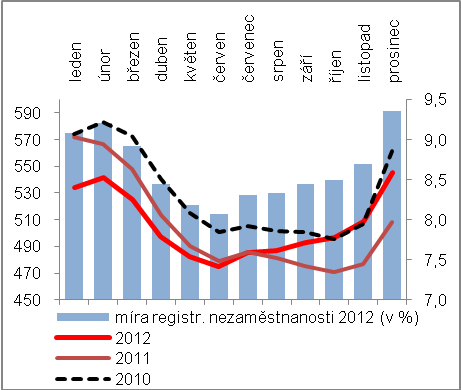 leden
únor
březen
duben
květen
červen
červenec
srpen
září
říjen
listopad
prosinec
590
570
550
530
510
490
470
450
9,5
9,0
8,5
8,0
7,5
7,0
míra registr. nezaměstnanosti 2012 (v %)
2012
2011
2010